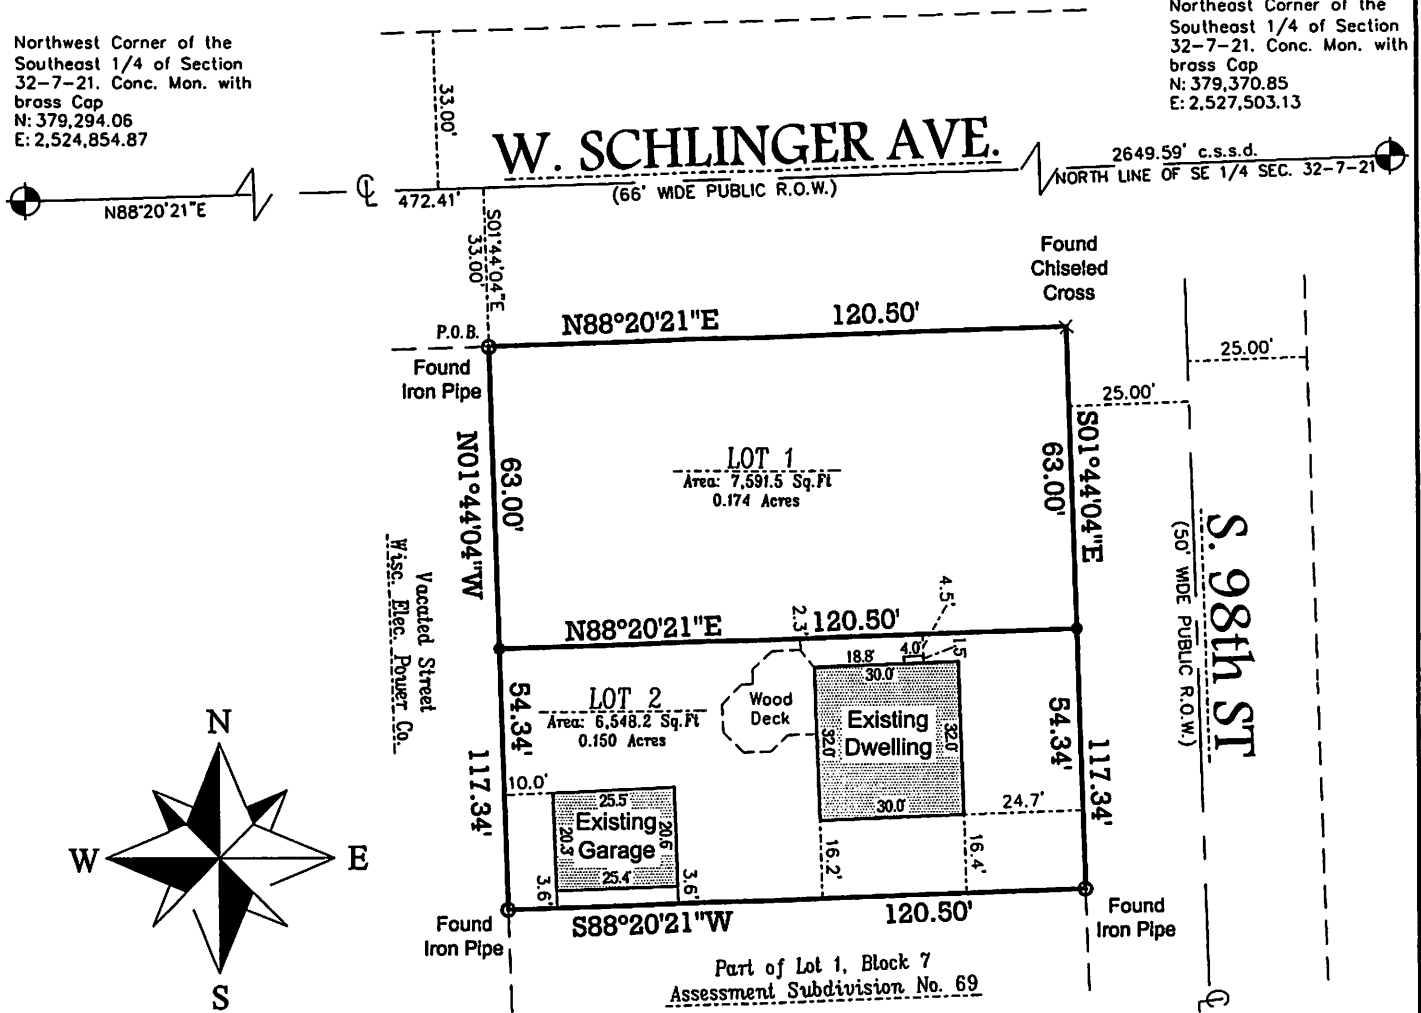 Northwest Corner of the
Southeast 1/4 of Section
32-7-21. Conc. Mon. with
brass Cap
N: 379,294.06
E: 2,524,854.87
Northeast Corner of the
Southeast 1/4 of Section
32-7-21. Conc. Mon. with
brass Cap
N: 379,370.85
E: 2,527,503.13
33.00'
W. SCHLINGER AVE.
(66' WIDE PUBLIC R.O.W.)
2649.59' c.s.s.d.
NORTH LINE OF SE 1/4 SEC. 32-7-21
N88°20'21"E
℄
472.41'
S01°44'04"E
33.00'
Found
Chiseled
Cross
P.O.B.
Found
Iron Pipe
N88°20'21"E
120.50'
25.00'
25.00'
N01°44'04"W
63.00'
LOT 1
Area: 7,591.5 Sq.Ft
0.174 Acres
63.00'
S01°44'04"E
S. 98th ST
(50' WIDE PUBLIC R.O.W.)
Vacated Street
Wisc. Elec. Power Co.
N88°20'21"E
2.3'
120.50'
4.5'
18.8'
4.0'
1.5'
30.0'
54.34'
LOT 2
Area: 6,548.2 Sq.Ft
0.150 Acres
Wood
Deck
Existing
Dwelling
32.0'
32.0'
30.0'
54.34'
117.34'
117.34'
10.0'
24.7'
25.5'
Existing
Garage
20.3'
20.6'
25.4'
3.6'
3.6'
16.2'
16.4'
Found
Iron Pipe
S88°20'21"W
120.50'
Found
Iron Pipe
Part of Lot 1, Block 7
Assessment Subdivision No. 69
℄
N
W
E
S